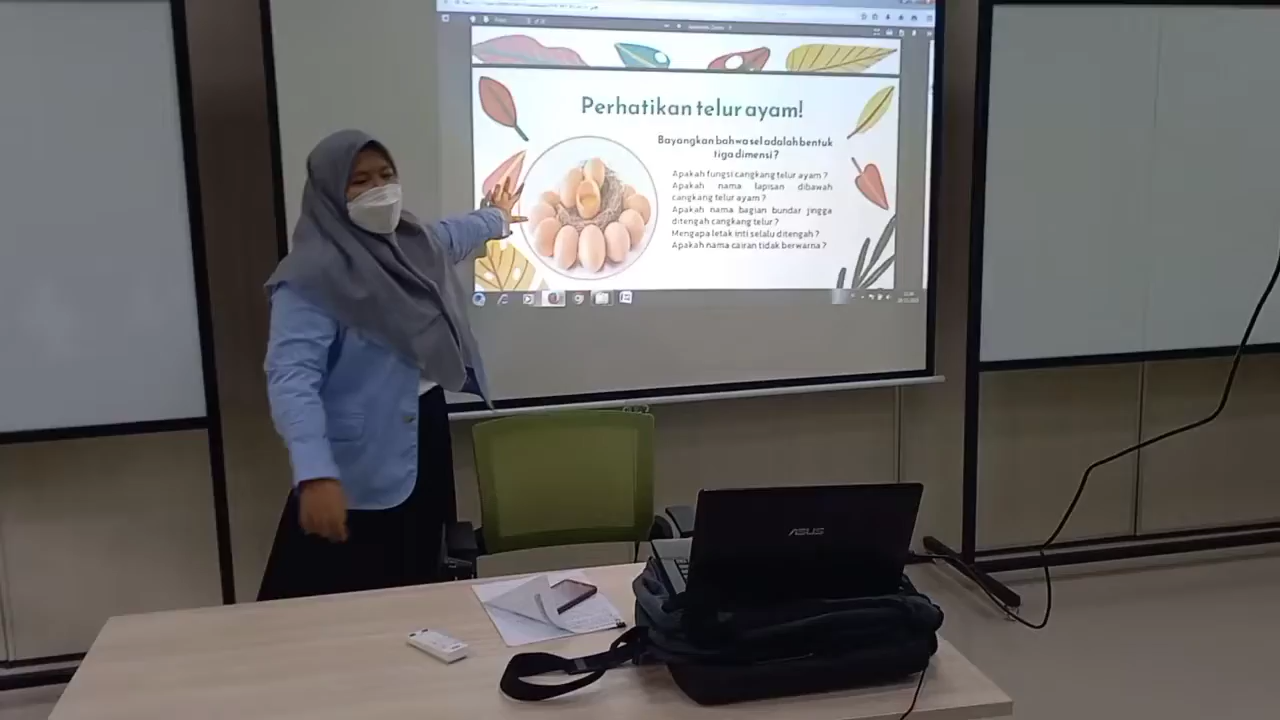 Perhatikan telur ayam!
Bayangkan bahwa sel adalah bentuk
tiga dimensi?
Apakah fungsi cangkang telur ayam?
Apakah nama lapisan dibawah
cangkang telur ayam?
Apakah nama bagian bundar jingga
ditengah cangkang telur?
Mengapa letak inti selalu ditengah?
Apakah nama cairan tidak berwarna?
ASUS